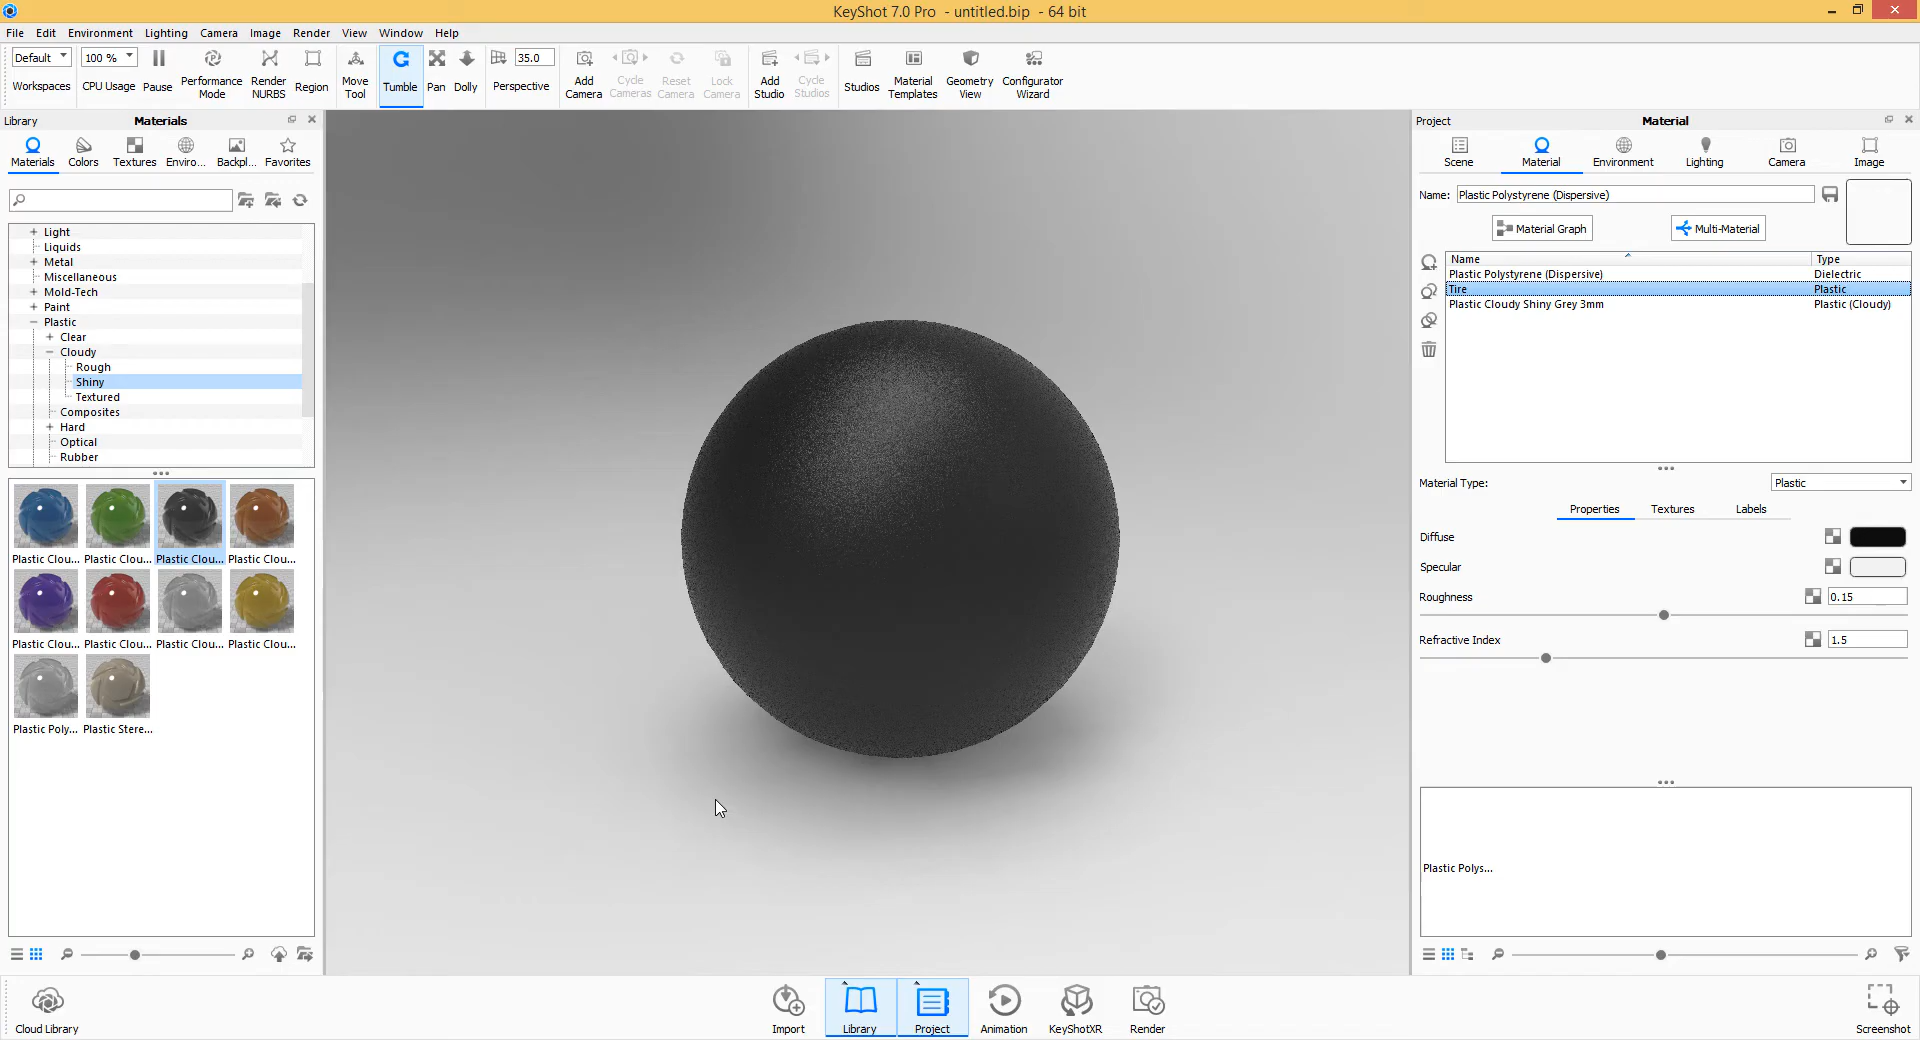 KeyShot 7.0 Pro - untitled.bip - 64 bit
File Edit Environment Lighting Camera Image Render View Window Help
Default 100 % 35.0
Workspaces CPU Usage Pause Performance Mode Render NURBS Region Move Tool Tumble Pan Dolly Perspective Add Camera Cycle Cameras Reset Camera Lock Camera Add Studio Cycle Studios Studios Material Templates Geometry View Configurator Wizard
Library Materials
Materials Colors Textures Enviro... Backpl... Favorites
Light
Liquids
Metal
Miscellaneous
Mold-Tech
Paint
Plastic
Clear
Cloudy
Rough
Shiny
Textured
Composites
Hard
Optical
Rubber
Plastic Clou... Plastic Clou... Plastic Clou... Plastic Clou...
Plastic Clou... Plastic Clou... Plastic Clou... Plastic Clou...
Plastic Poly... Plastic Stere...
Project Material
Scene Material Environment Lighting Camera Image
Name: Plastic Polystyrene (Dispersive)
Material Graph Multi-Material
Name Type
Plastic Polystyrene (Dispersive) Dielectric
Tire Plastic
Plastic Cloudy Shiny Grey 3mm Plastic (Cloudy)
Material Type: Plastic
Properties Textures Labels
Diffuse
Specular
Roughness 0.15
Refractive Index 1.5
Plastic Polys...
Cloud Library Import Library Project Animation KeyShotXR Render Screenshot